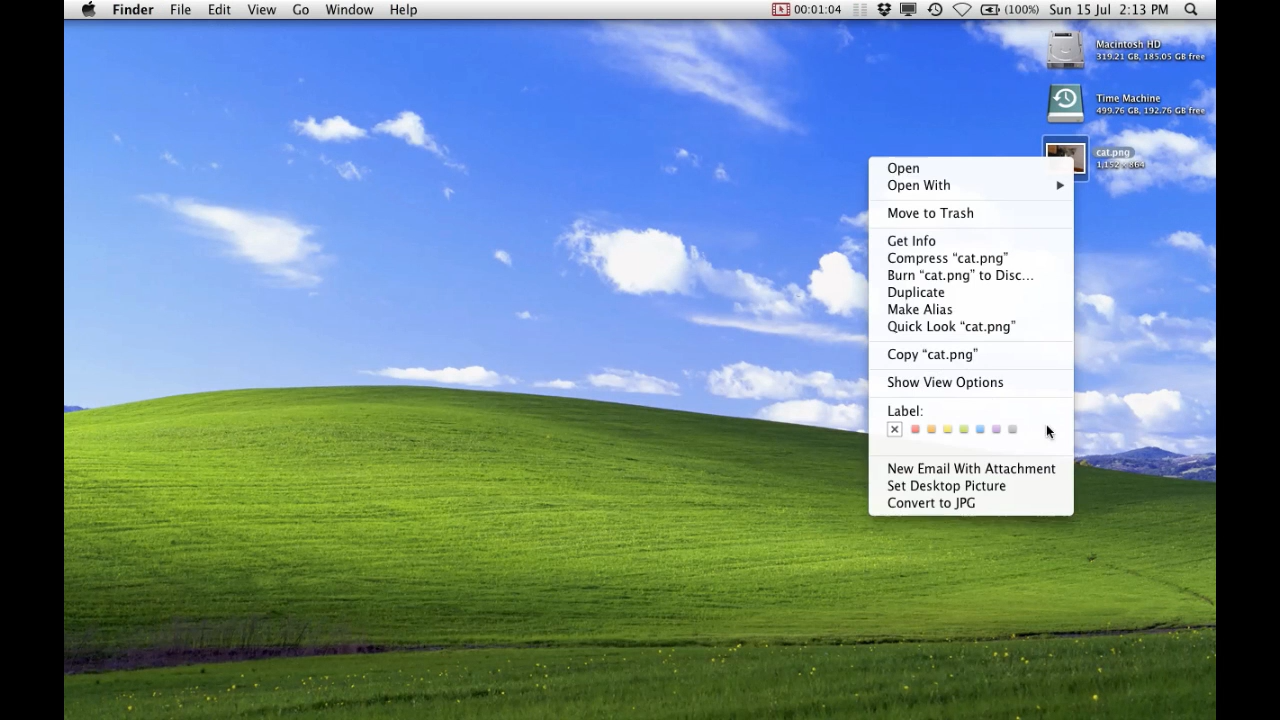 Finder File Edit View Go Window Help 00:01:04 (100%) Sun 15 Jul 2:13 PM
Macintosh HD
319.21 GB, 185.05 GB free
Time Machine
499.76 GB, 192.76 GB free
cat.png
1,152 × 864
Open
Open With
Move to Trash
Get Info
Compress “cat.png”
Burn “cat.png” to Disc...
Duplicate
Make Alias
Quick Look “cat.png”
Copy “cat.png”
Show View Options
Label:
New Email With Attachment
Set Desktop Picture
Convert to JPG